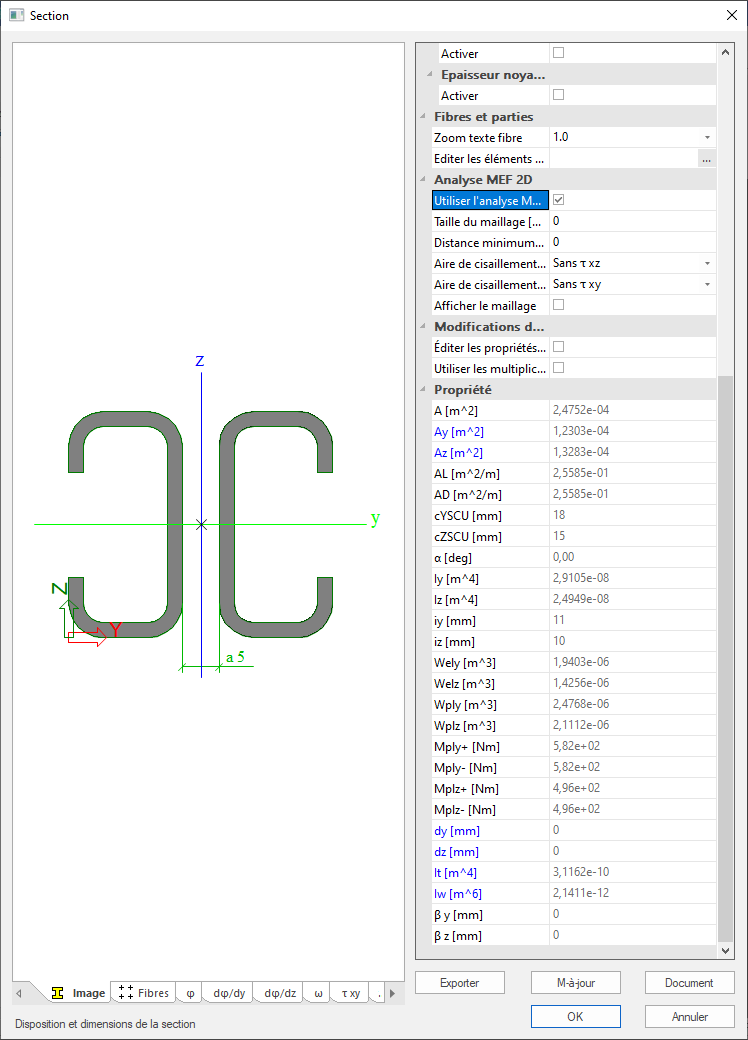 Section
z
y
Z
Y
a 5
Image
Fibres
φ
dφ/dy
dφ/dz
ω
τ xy
.
Disposition et dimensions de la section
Activer
Epaisseur noya...
Activer
Fibres et parties
Zoom texte fibre 1.0
Editer les éléments ... ...
Analyse MEF 2D
Utiliser l'analyse M...
Taille du maillage [... 0
Distance minimum... 0
Aire de cisaillement... Sans τ xz
Aire de cisaillement... Sans τ xy
Afficher le maillage
Modifications d...
Éditer les propriétés...
Utiliser les multiplic...
Propriété
A [m^2] 2,4752e-04
Ay [m^2] 1,2303e-04
Az [m^2] 1,3283e-04
AL [m^2/m] 2,5585e-01
AD [m^2/m] 2,5585e-01
cYSCU [mm] 18
cZSCU [mm] 15
α [deg] 0,00
Iy [m^4] 2,9105e-08
Iz [m^4] 2,4949e-08
iy [mm] 11
iz [mm] 10
Wely [m^3] 1,9403e-06
Welz [m^3] 1,4256e-06
Wply [m^3] 2,4768e-06
Wplz [m^3] 2,1112e-06
Mply+ [Nm] 5,82e+02
Mply- [Nm] 5,82e+02
Mplz+ [Nm] 4,96e+02
Mplz- [Nm] 4,96e+02
dy [mm] 0
dz [mm] 0
It [m^4] 3,1162e-10
Iw [m^6] 2,1411e-12
β y [mm] 0
β z [mm] 0
Exporter
M-à-jour
Document
OK
Annuler